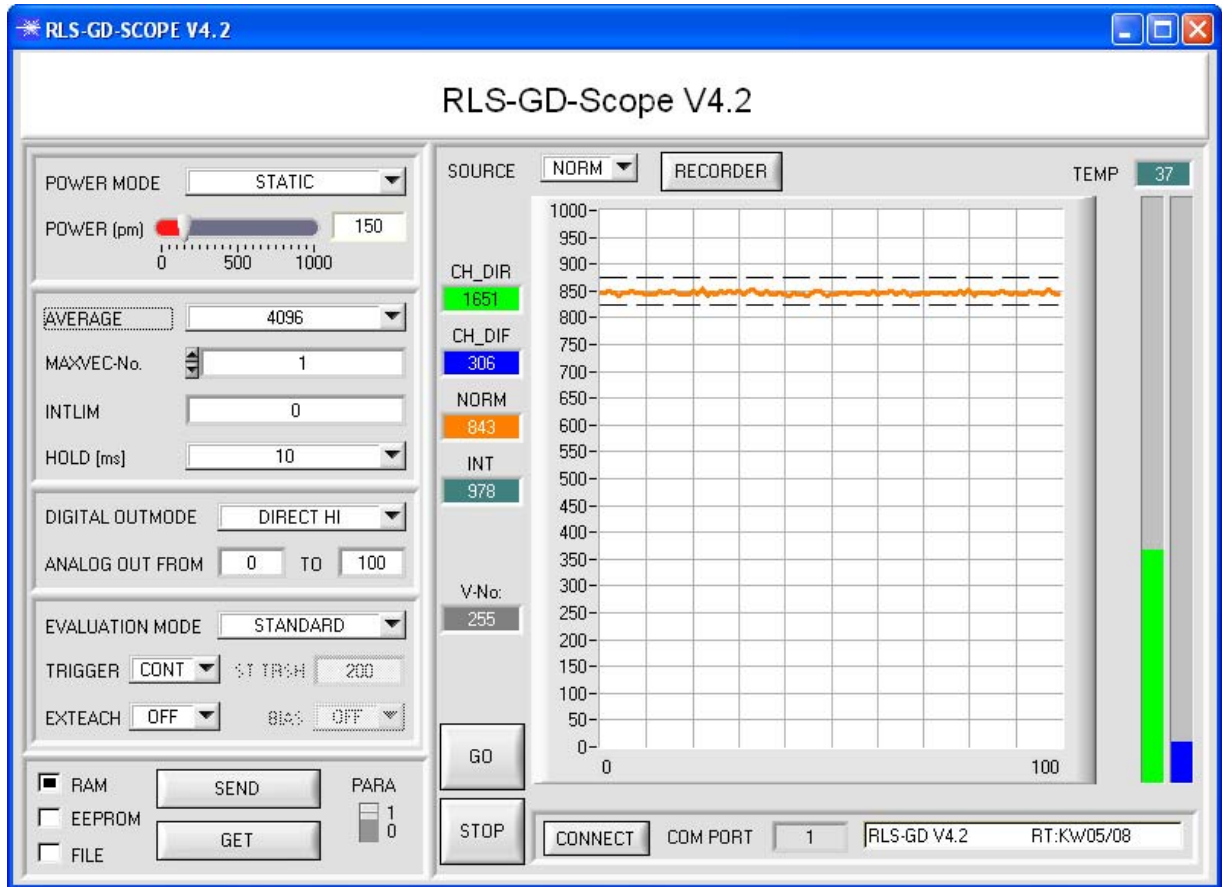 RLS-GD-SCOPE V4.2
RLS-GD-Scope V4.2
POWER MODE STATIC
POWER (pm) 150
0 500 1000
AVERAGE 4096
MAXVEC-No. 1
INTLIM 0
HOLD [ms] 10
DIGITAL OUTMODE DIRECT HI
ANALOG OUT FROM 0 TO 100
EVALUATION MODE STANDARD
TRIGGER CONT ST TRSH 200
EXTEACH OFF BIAS OFF
RAM
EEPROM
FILE
SEND
GET
PARA
1
0
SOURCE NORM RECORDER TEMP 37
CH_DIR
1651
CH_DIF
306
NORM
843
INT
978
V-No:
255
GO
STOP
1000
950
900
850
800
750
700
650
600
550
500
450
400
350
300
250
200
150
100
50
0
0 100
CONNECT COM PORT 1 RLS-GD V4.2 RT:KW05/08